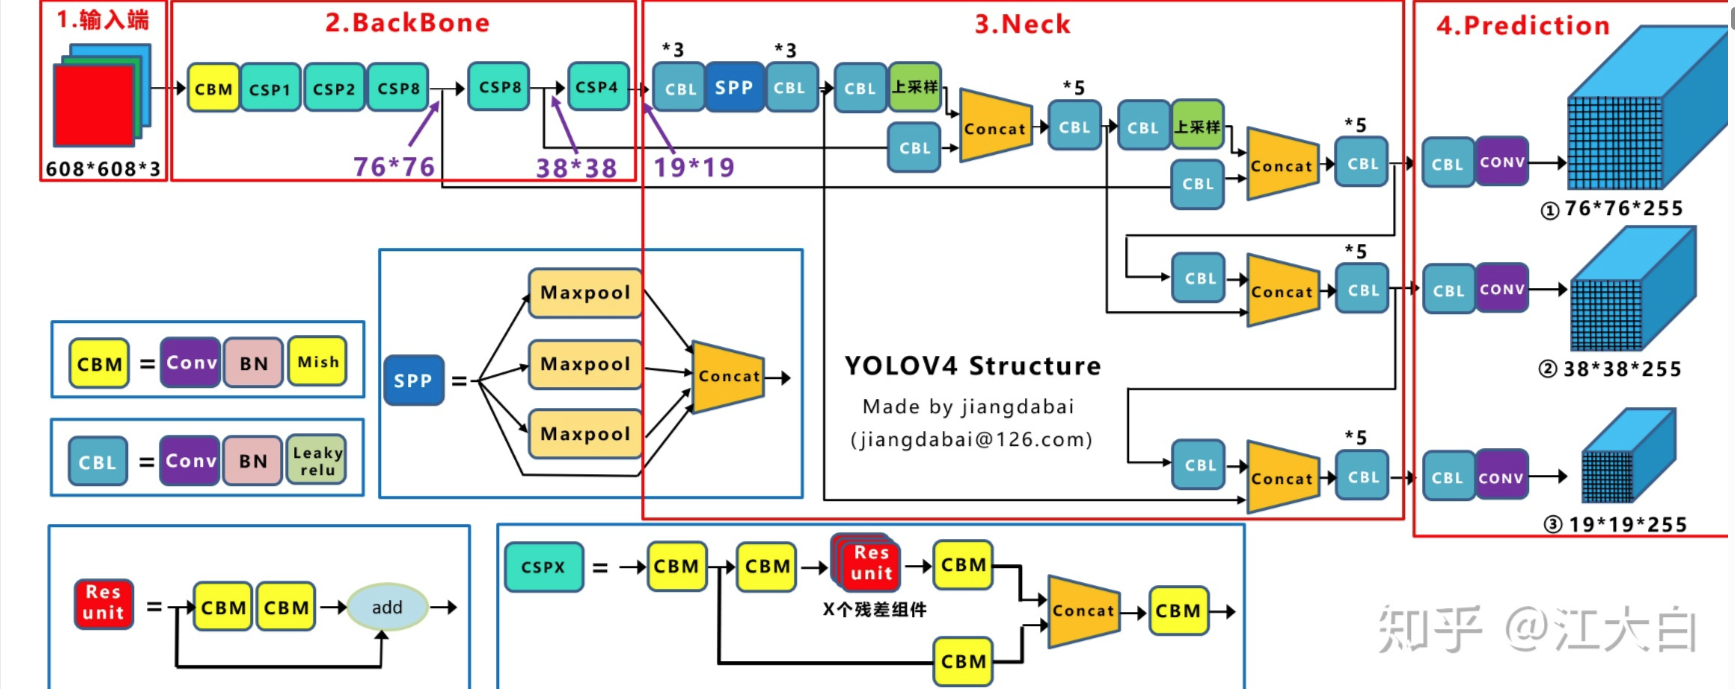 1.输入端
2.BackBone
3.Neck
4.Prediction
*3
*3
CBM
CSP1
CSP2
CSP8
CSP8
CSP4
CBL
SPP
CBL
CBL
上采样
Concat
*5
CBL
CBL
上采样
CBL
Concat
*5
CBL
CBL
CONV
CBL
608*608*3
76*76
38*38
19*19
① 76*76*255
*5
CBL
Concat
CBL
CBL
CONV
② 38*38*255
*5
CBL
Concat
CBL
CBL
CONV
③ 19*19*255
YOLOV4 Structure
Made by jiangdabai
(jiangdabai@126.com)
SPP
=
Maxpool
Maxpool
Maxpool
Concat
CBM
=
Conv
BN
Mish
CBL
=
Conv
BN
Leaky
relu
Res
unit
=
CBM
CBM
add
CSPX
=
CBM
CBM
Res
unit
CBM
X个残差组件
CBM
Concat
CBM
知乎 @江大白